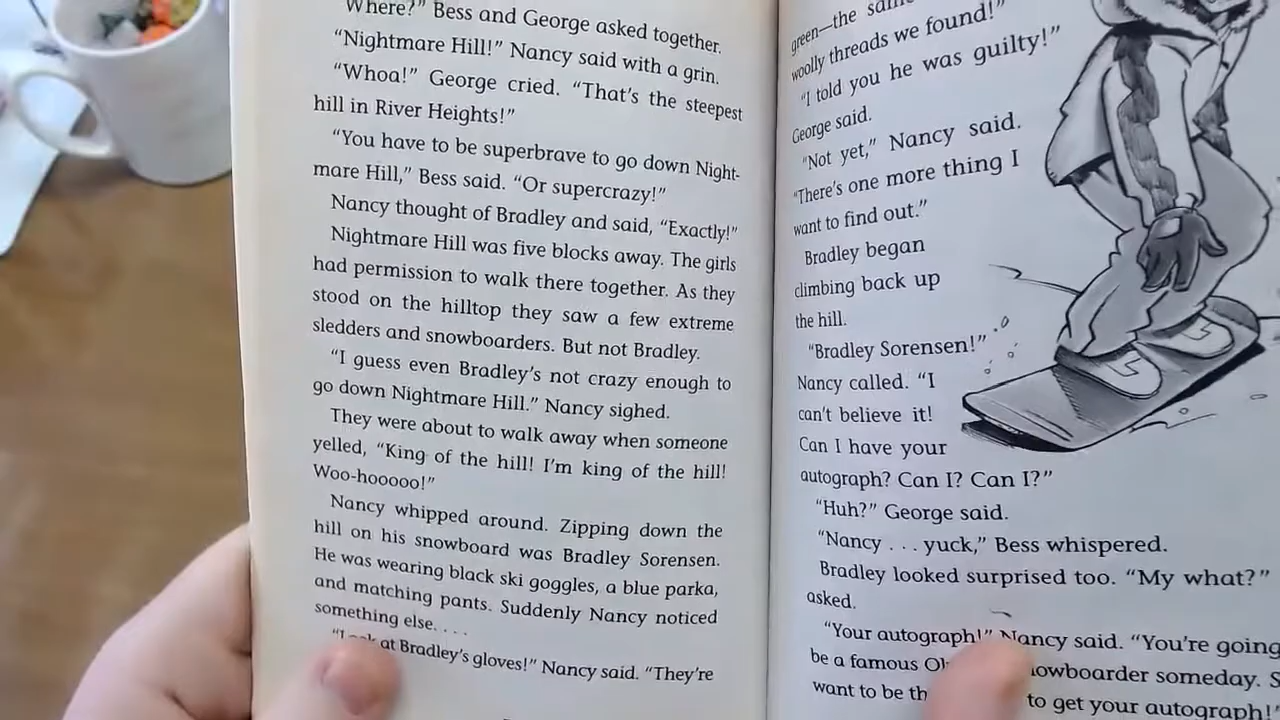 Where?” Bess and George asked together.
“Nightmare Hill!” Nancy said with a grin.
“Whoa!” George cried. “That’s the steepest
hill in River Heights!”
“You have to be superbrave to go down Night-
mare Hill,” Bess said. “Or supercrazy!”
Nancy thought of Bradley and said, “Exactly!”
Nightmare Hill was five blocks away. The girls
had permission to walk there together. As they
stood on the hilltop they saw a few extreme
sledders and snowboarders. But not Bradley.
“I guess even Bradley’s not crazy enough to
go down Nightmare Hill.” Nancy sighed.
They were about to walk away when someone
yelled, “King of the hill! I’m king of the hill!
Woo-hooooo!”
Nancy whipped around. Zipping down the
hill on his snowboard was Bradley Sorensen.
He was wearing black ski goggles, a blue parka,
and matching pants. Suddenly Nancy noticed
something else. . . .
at Bradley’s gloves!” Nancy said. “They’re
green—the
woolly threads we found!”
“I told you he was guilty!”
George said.
“Not yet,” Nancy said.
“There’s one more thing I
want to find out.”
Bradley began
climbing back up
the hill.
“Bradley Sorensen!”
Nancy called. “I
can’t believe it!
Can I have your
autograph? Can I? Can I?”
“Huh?” George said.
“Nancy . . . yuck,” Bess whispered.
Bradley looked surprised too. “My what?”
asked.
“Your autograph!” Nancy said. “You’re going
be a famous snowboarder someday.
want to be to get your autograph!”